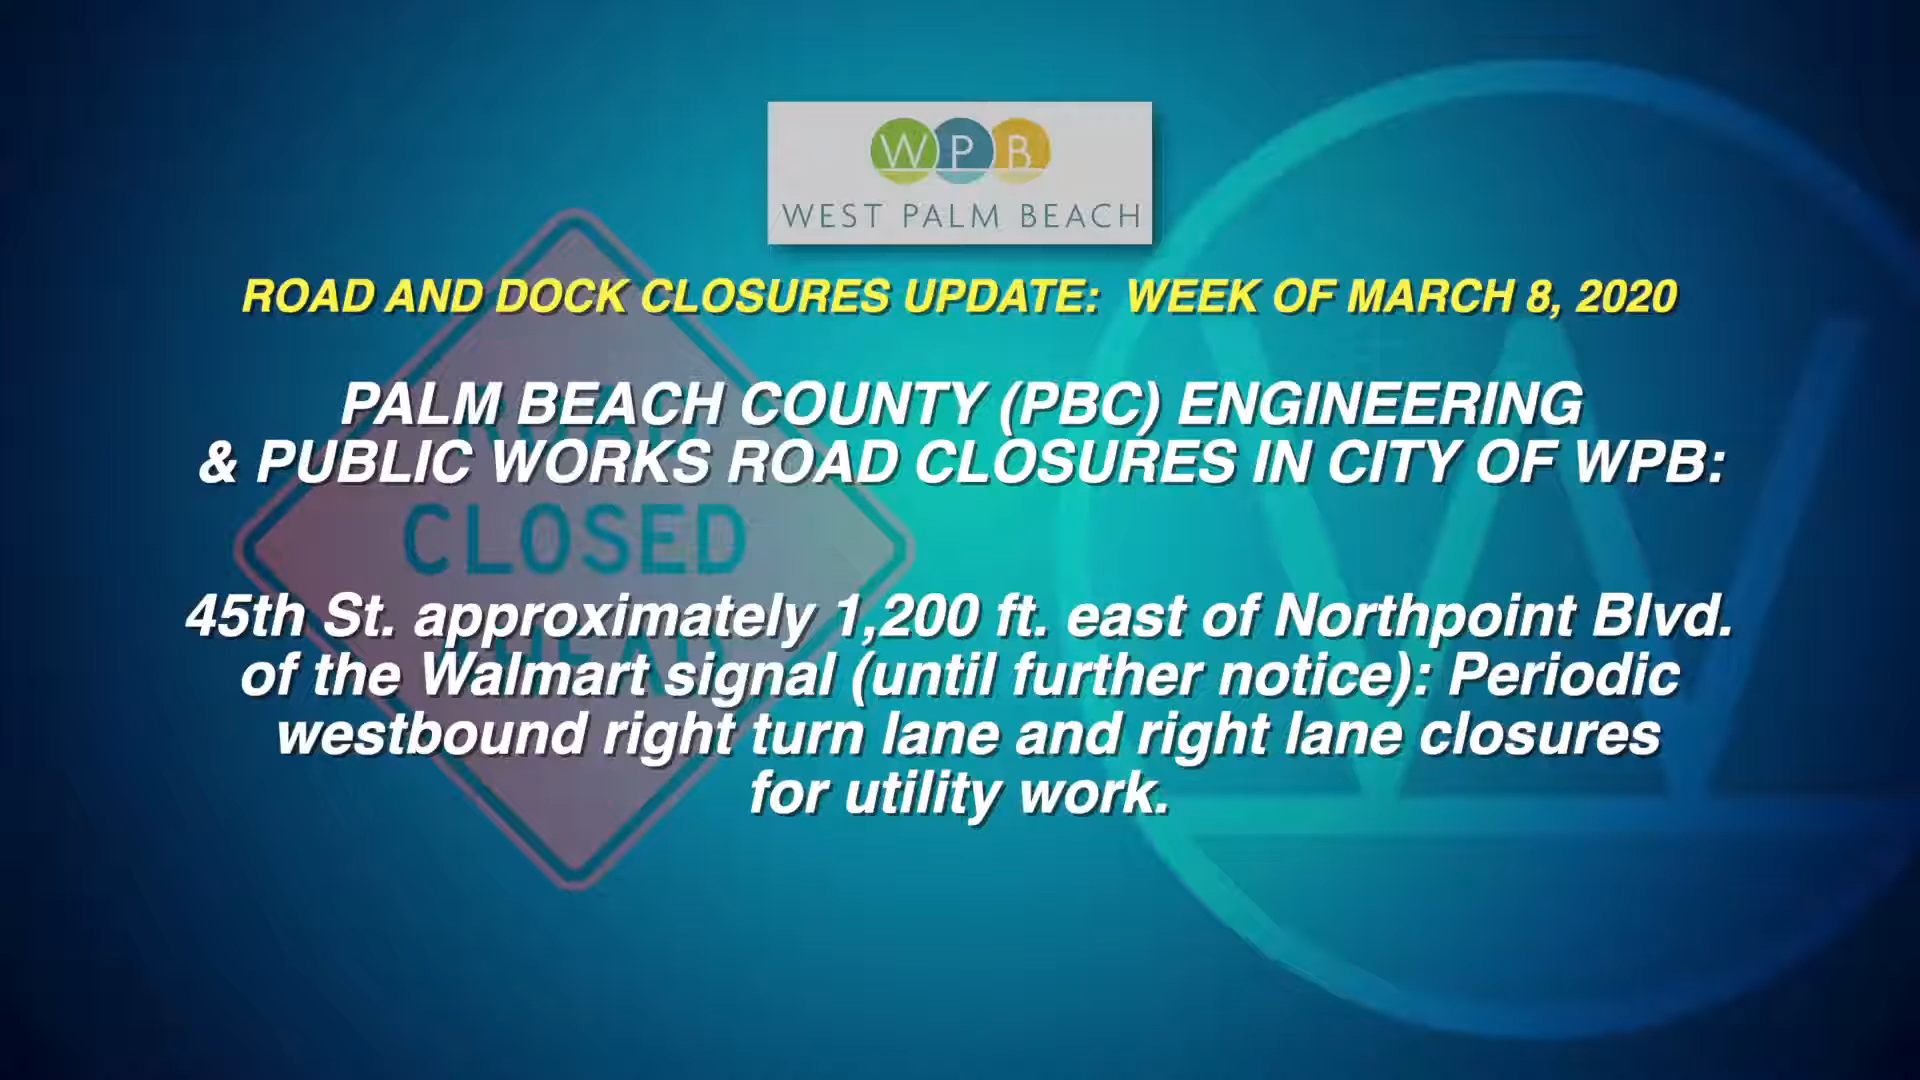 WPB
WEST PALM BEACH
ROAD AND DOCK CLOSURES UPDATE: WEEK OF MARCH 8, 2020
PALM BEACH COUNTY (PBC) ENGINEERING
& PUBLIC WORKS ROAD CLOSURES IN CITY OF WPB:
CLOSED
45th St. approximately 1,200 ft. east of Northpoint Blvd.
of the Walmart signal (until further notice): Periodic
westbound right turn lane and right lane closures
for utility work.